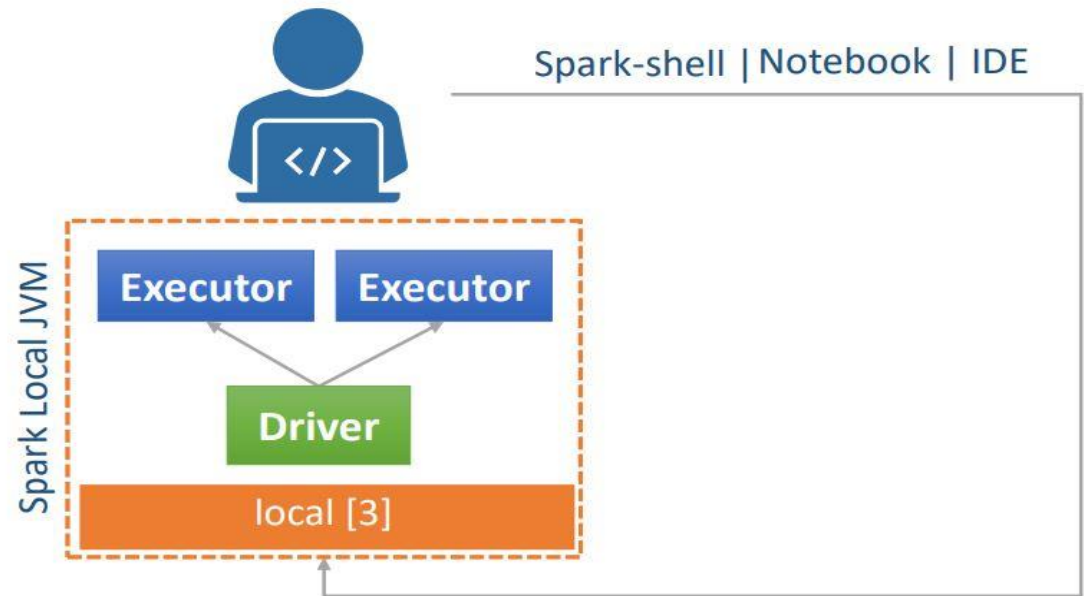 Spark-shell | Notebook | IDE
</>
Spark Local JVM
Executor
Executor
Driver
local [3]